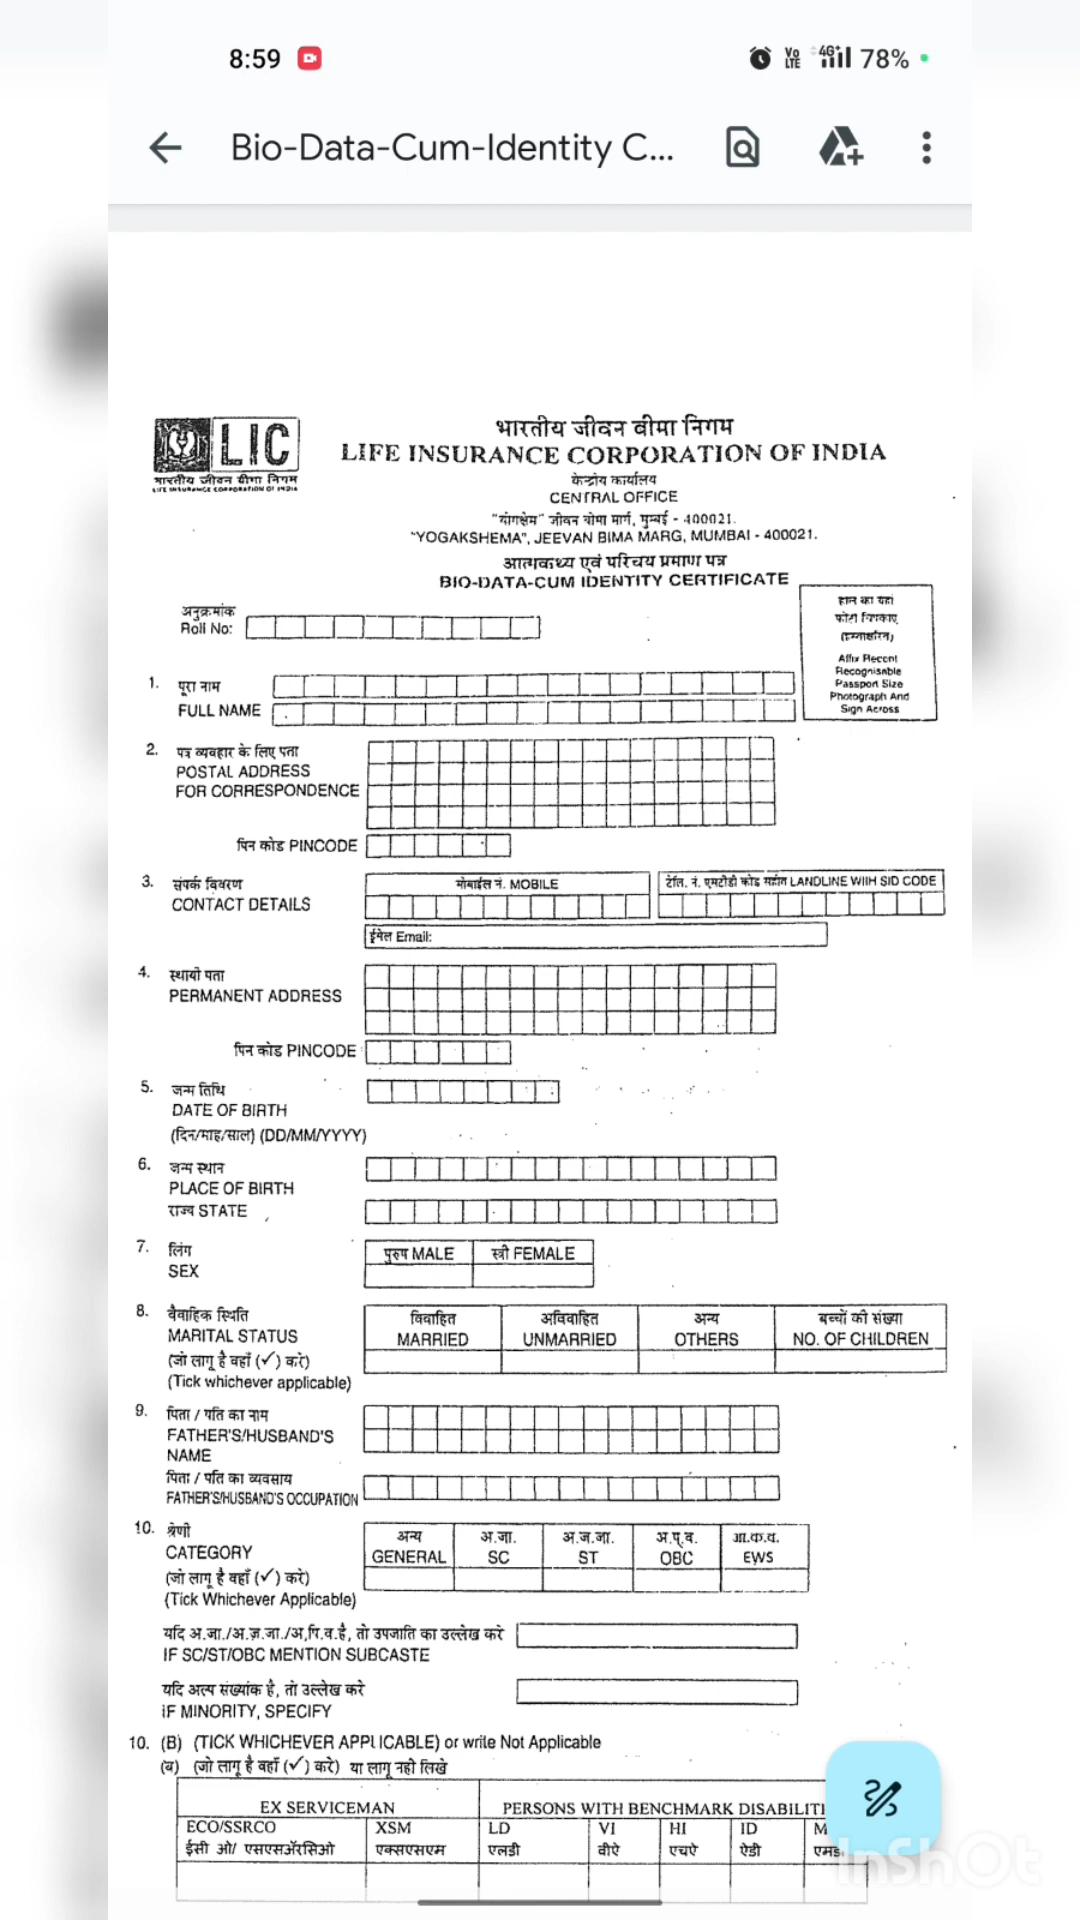 8:59
Vo LTE 4G+ 78%
Bio-Data-Cum-Identity C...
LIC
भारतीय जीवन बीमा निगम
LIFE INSURANCE CORPORATION OF INDIA
भारतीय जीवन बीमा निगम
LIFE INSURANCE CORPORATION OF INDIA
केन्द्रीय कार्यालय
CENTRAL OFFICE
"योगक्षेम" जीवन बीमा मार्ग, मुम्बई - 400021.
"YOGAKSHEMA", JEEVAN BIMA MARG, MUMBAI - 400021.
आत्मकथ्य एवं परिचय प्रमाण पत्र
BIO-DATA-CUM IDENTITY CERTIFICATE
अनुक्रमांक
Roll No:
हाल का यहां
फोटो चिपकाए
(हस्ताक्षरित)
Affix Recent
Recognisable
Passport Size
Photograph And
Sign Across
1. पूरा नाम
FULL NAME
2. पत्र व्यवहार के लिए पता
POSTAL ADDRESS
FOR CORRESPONDENCE
पिन कोड PINCODE
3. संपर्क विवरण
CONTACT DETAILS
मोबाईल नं. MOBILE
टेलि. नं. एसटीडी कोड सहीत LANDLINE WITH SID CODE
ईमेल Email:
4. स्थायी पता
PERMANENT ADDRESS
पिन कोड PINCODE
5. जन्म तिथि
DATE OF BIRTH
(दिन/माह/साल) (DD/MM/YYYY)
6. जन्म स्थान
PLACE OF BIRTH
राज्य STATE
7. लिंग
SEX
पुरुष MALE स्त्री FEMALE
8. वैवाहिक स्थिति
MARITAL STATUS
(जो लागू है वहाँ (✓) करे)
(Tick whichever applicable)
विवाहित अविवाहित अन्य बच्चों की संख्या
MARRIED UNMARRIED OTHERS NO. OF CHILDREN
9. पिता / पति का नाम
FATHER'S/HUSBAND'S
NAME
पिता / पति का व्यवसाय
FATHER'S/HUSBAND'S OCCUPATION
10. श्रेणी
CATEGORY
(जो लागू है वहाँ (✓) करे)
(Tick Whichever Applicable)
अन्य अ.जा. अ.ज.जा. अ.पृ.व. आ.क.व.
GENERAL SC ST OBC EWS
यदि अ.जा./अ.ज़.जा./अ,पि.व.है, तो उपजाति का उल्लेख करे
IF SC/ST/OBC MENTION SUBCASTE
यदि अल्प संख्यांक है, तो उल्लेख करे
IF MINORITY, SPECIFY
10. (B) (TICK WHICHEVER APPLICABLE) or write Not Applicable
(ब) (जो लागू है वहाँ (✓) करे) या लागू नही लिखे
EX SERVICEMAN PERSONS WITH BENCHMARK DISABILITI
ECO/SSRCO XSM LD VI HI ID M
ईसी ओ/ एसएसॲरसिओ एक्सएसएम एलडी वीऐ एचऐ ऐडी एमड
InShOt